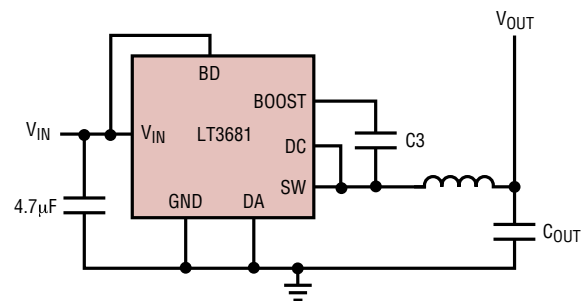 VOUT
BD
BOOST
VIN
VIN
LT3681
C3
DC
SW
4.7µF
GND
DA
COUT